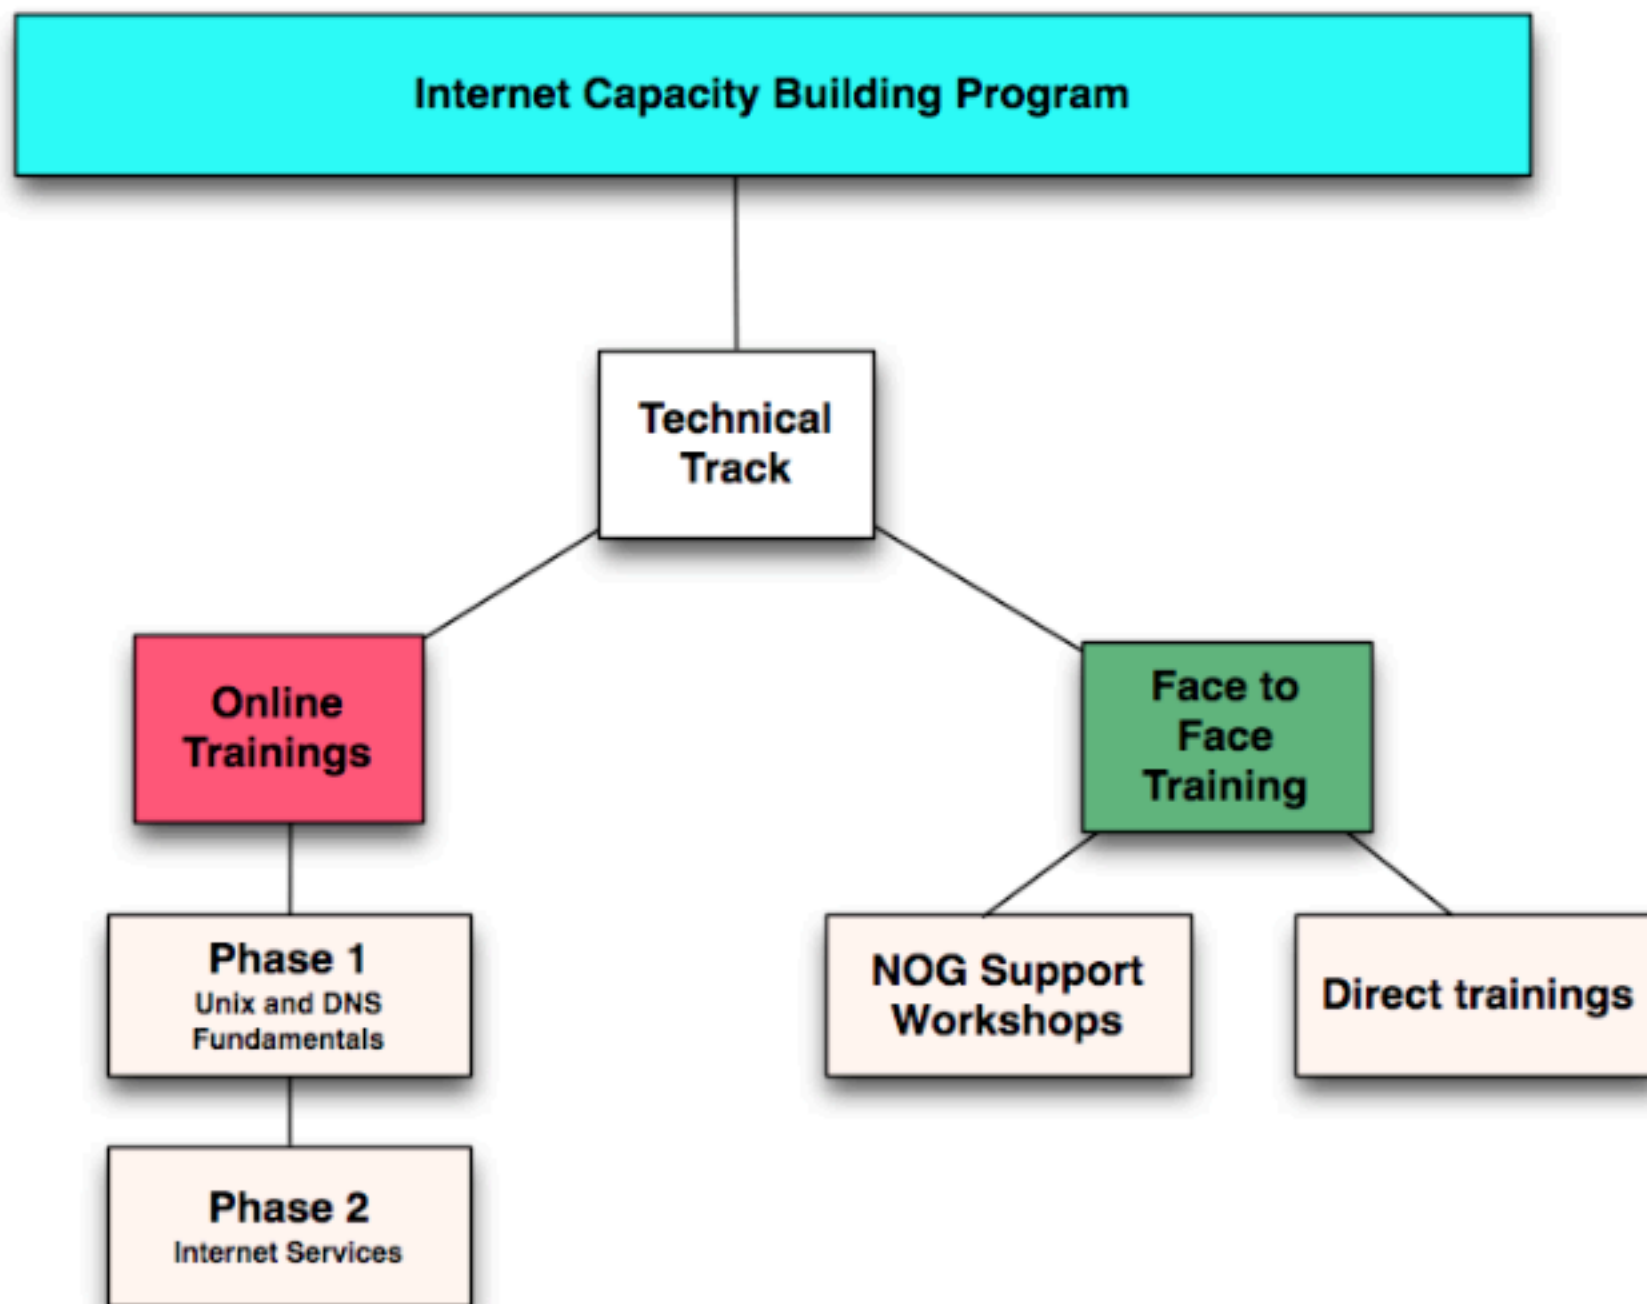 Internet Capacity Building Program
Technical
Track
Online
Trainings
Face to
Face
Training
Phase 1
Unix and DNS
Fundamentals
NOG Support
Workshops
Direct trainings
Phase 2
Internet Services